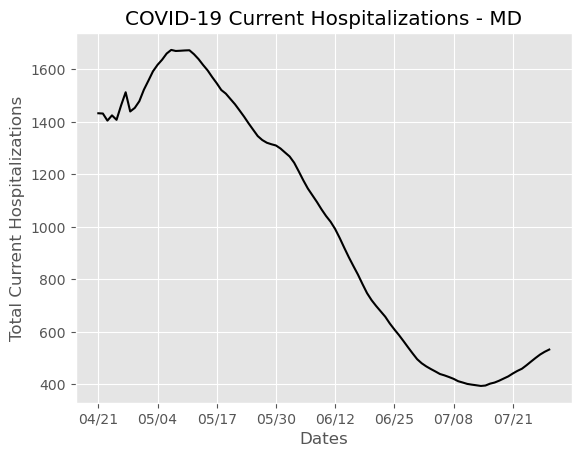 COVID-19 Current Hospitalizations - MD
Total Current Hospitalizations
1600
1400
1200
1000
800
600
400
04/21 05/04 05/17 05/30 06/12 06/25 07/08 07/21
Dates